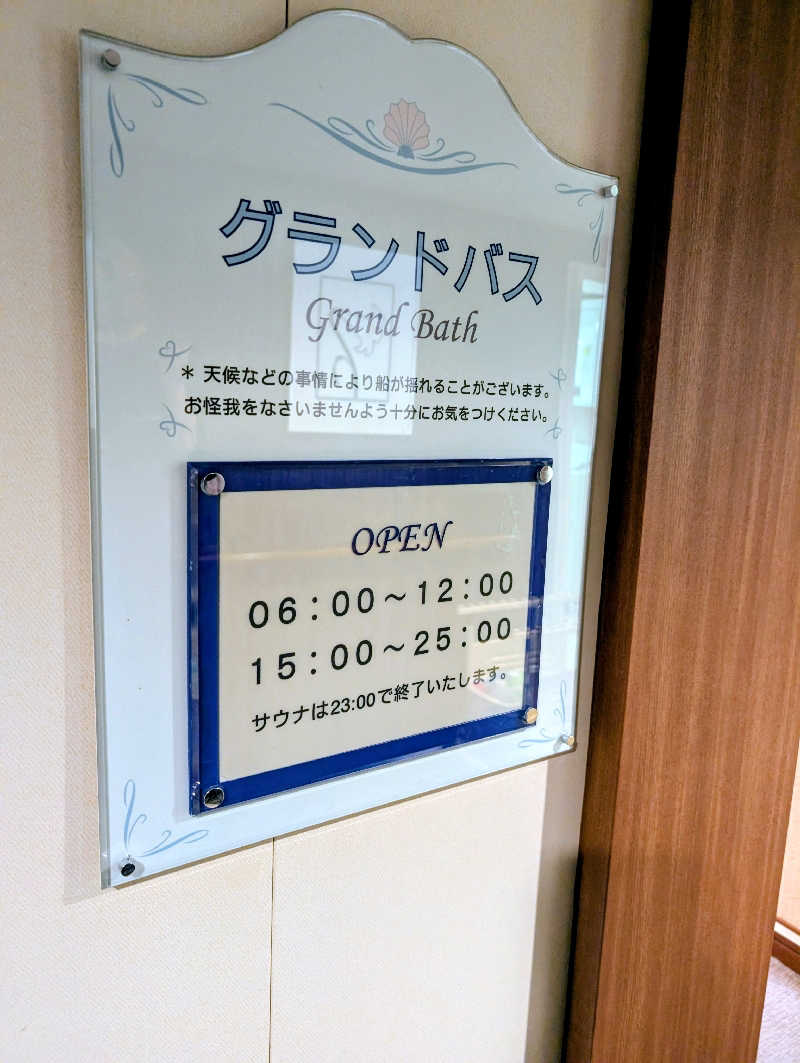 グランドバス
Grand Bath
＊ 天候などの事情により船が揺れることがございます。
お怪我をなさいませんよう十分にお気をつけください。
OPEN
06：00～12：00
15：00～25：00
サウナは23:00で終了いたします。